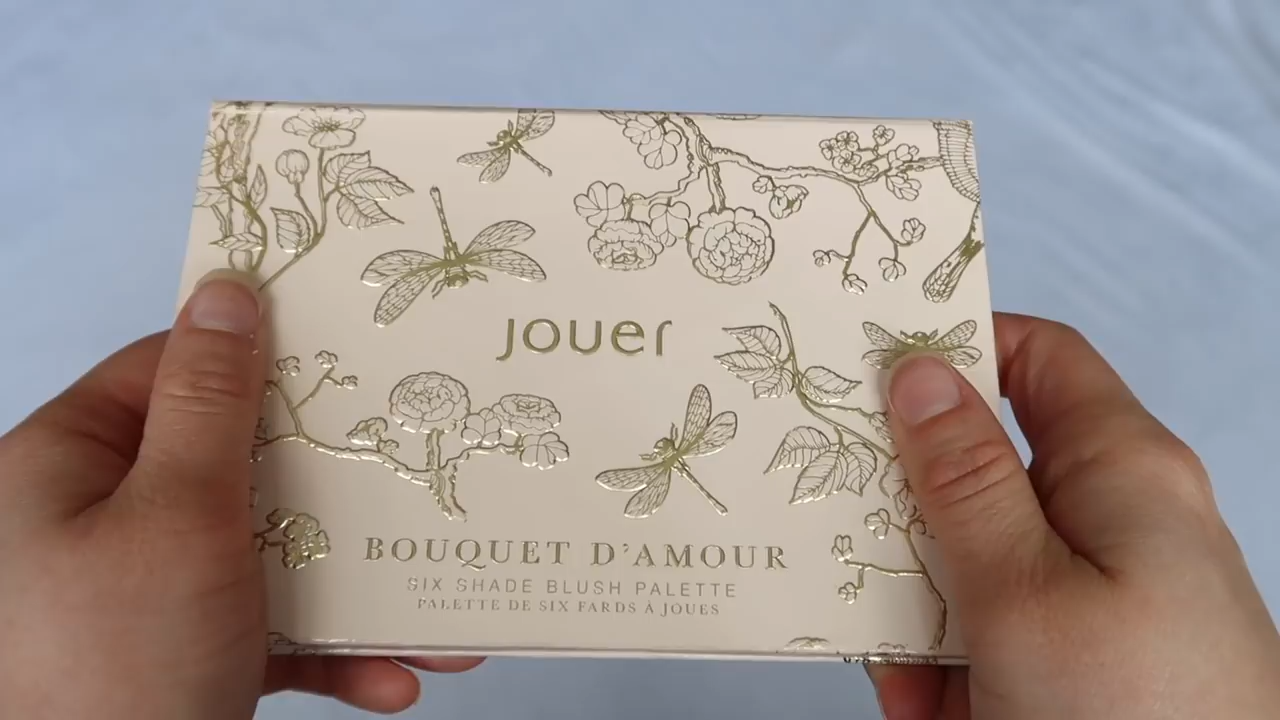 jouer
BOUQUET D'AMOUR
SIX SHADE BLUSH PALETTE
PALETTE DE SIX FARDS À JOUES